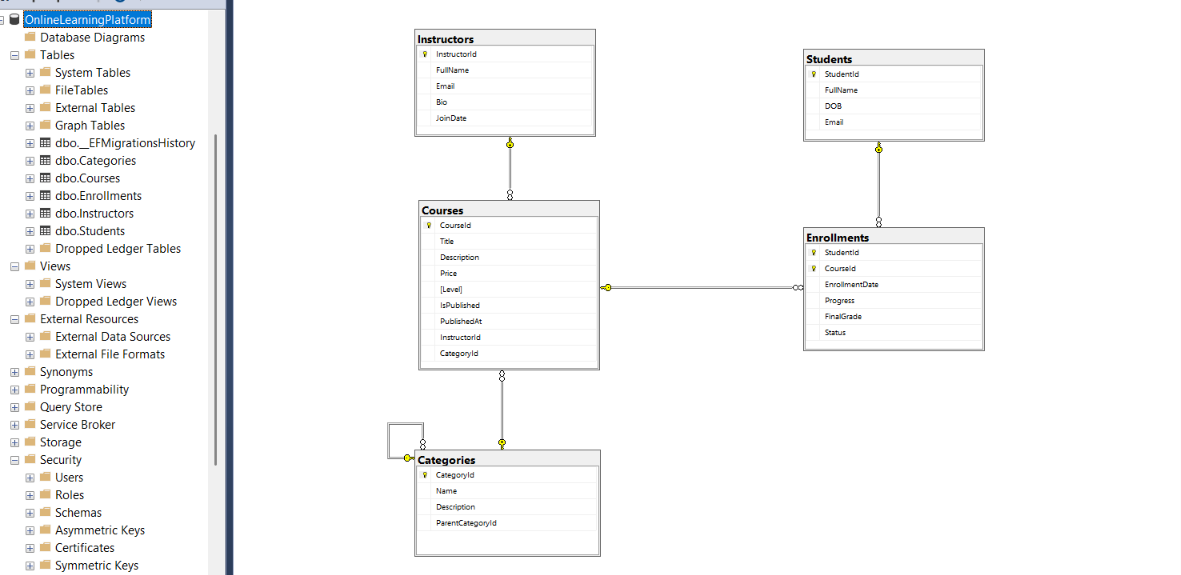 OnlineLearningPlatform
Database Diagrams
Tables
System Tables
FileTables
External Tables
Graph Tables
dbo.__EFMigrationsHistory
dbo.Categories
dbo.Courses
dbo.Enrollments
dbo.Instructors
dbo.Students
Dropped Ledger Tables
Views
System Views
Dropped Ledger Views
External Resources
External Data Sources
External File Formats
Synonyms
Programmability
Query Store
Service Broker
Storage
Security
Users
Roles
Schemas
Asymmetric Keys
Certificates
Symmetric Keys
Instructors
InstructorId
FullName
Email
Bio
JoinDate
Students
StudentId
FullName
DOB
Email
Courses
CourseId
Title
Description
Price
[Level]
IsPublished
PublishedAt
InstructorId
CategoryId
Enrollments
StudentId
CourseId
EnrollmentDate
Progress
FinalGrade
Status
Categories
CategoryId
Name
Description
ParentCategoryId